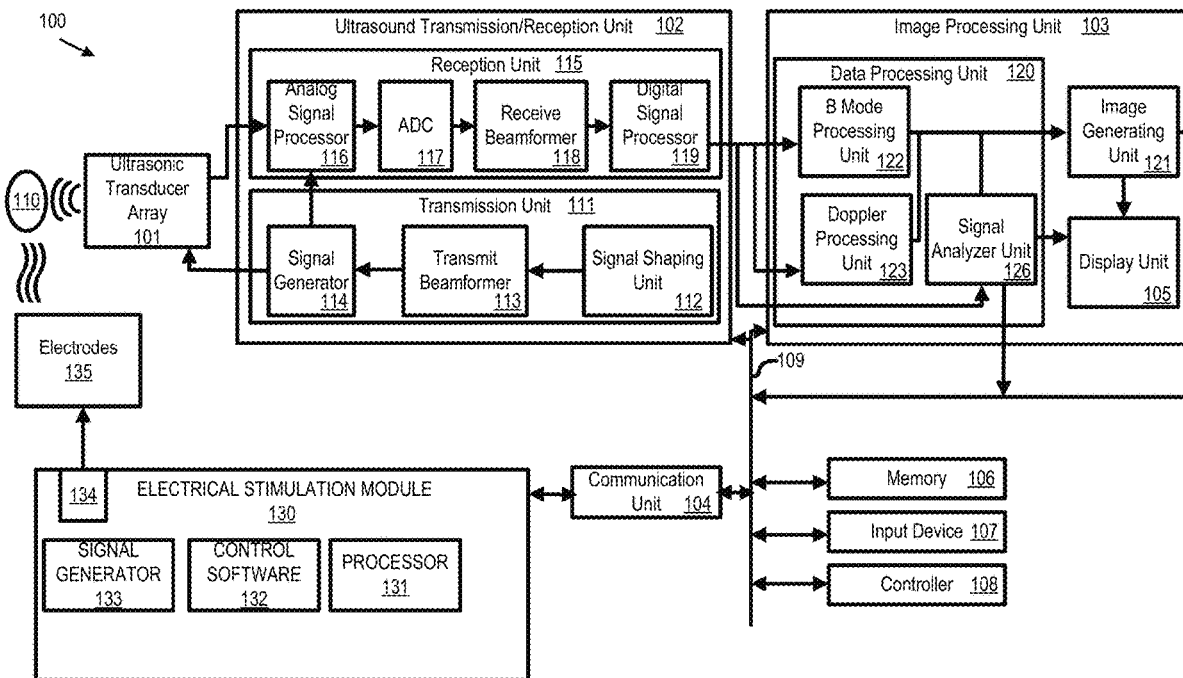 100
Ultrasound Transmission/Reception Unit 102
Reception Unit 115
Analog
Signal
Processor
116
ADC
117
Receive
Beamformer
118
Digital
Signal
Processor
119
Transmission Unit 111
Signal
Generator
114
Transmit
Beamformer
113
Signal Shaping
Unit
112
110
Ultrasonic
Transducer
Array
101
Image Processing Unit 103
Data Processing Unit 120
B Mode
Processing
Unit
122
Doppler
Processing
Unit
123
Signal
Analyzer Unit
126
Image
Generating
Unit
121
Display Unit
105
109
Electrodes
135
134
ELECTRICAL STIMULATION MODULE
130
SIGNAL
GENERATOR
133
CONTROL
SOFTWARE
132
PROCESSOR
131
Communication
Unit 104
Memory 106
Input Device 107
Controller 108